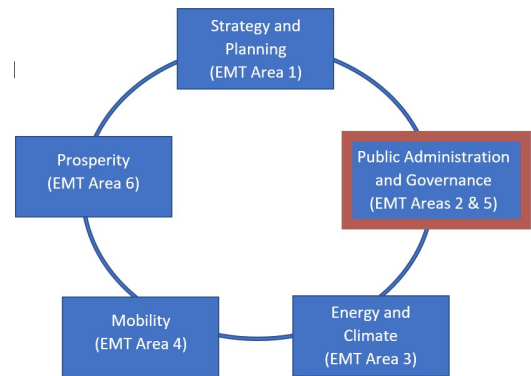 Strategy and
Planning
(EMT Area 1)
Public Administration
and Governance
(EMT Areas 2 & 5)
Energy and
Climate
(EMT Area 3)
Mobility
(EMT Area 4)
Prosperity
(EMT Area 6)